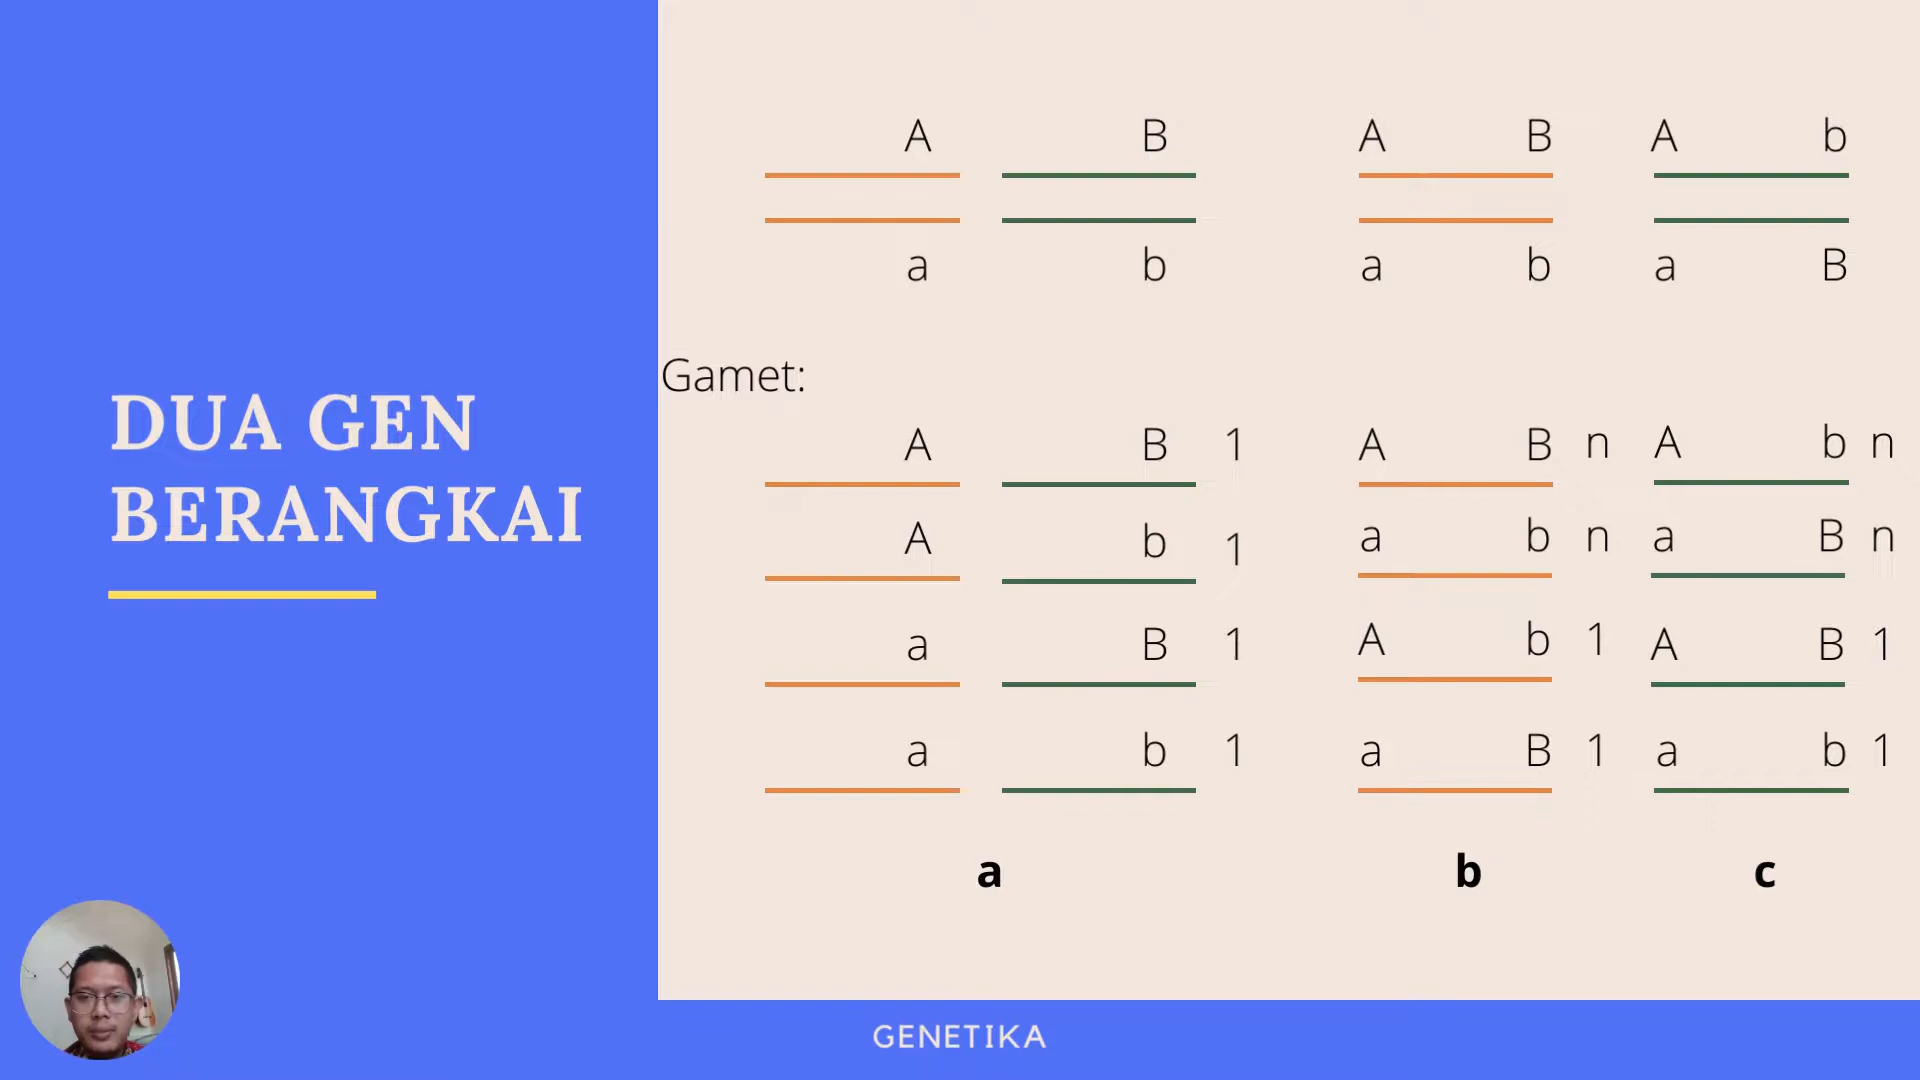 DUA GEN
BERANGKAI
A B A B A b
a b a b a B
Gamet:
A B 1 A B n A b n
A b 1 a b n a B n
a B 1 A b 1 A B 1
a b 1 a B 1 a b 1
a b c
GENETIKA